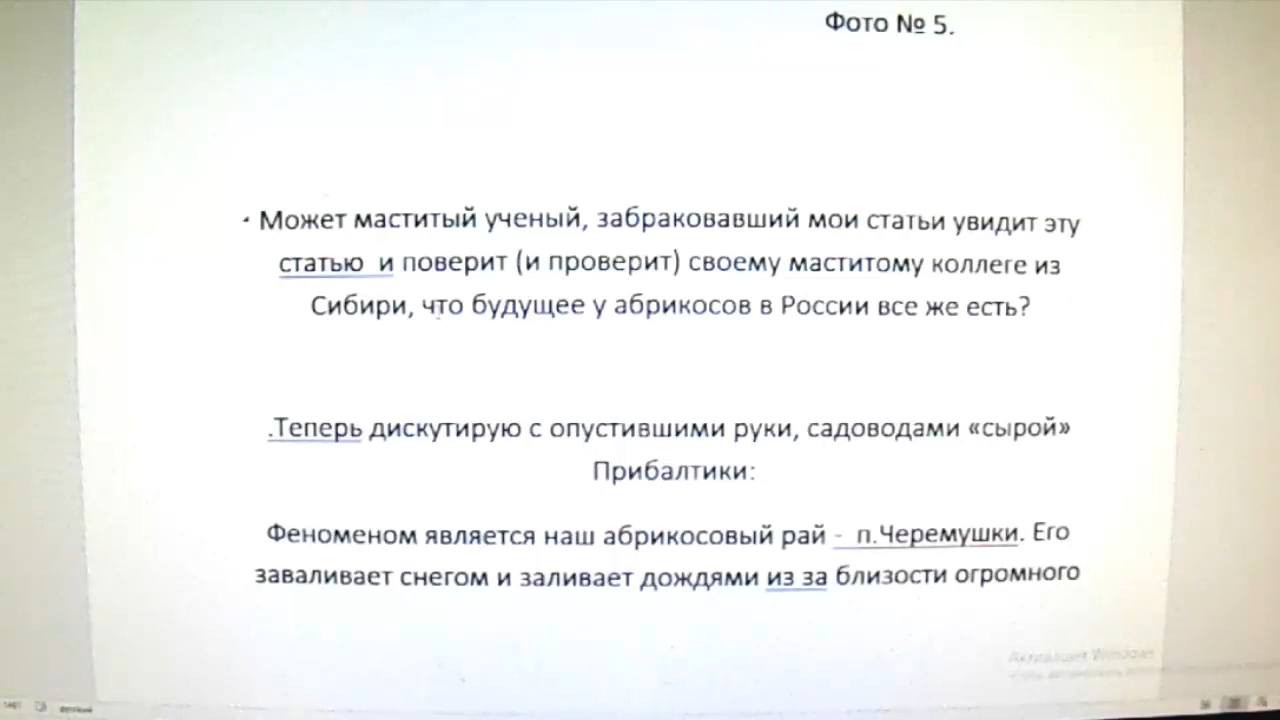 Фото № 5.
Может маститый ученый, забраковавший мои статьи увидит эту
статью  и поверит (и проверит) своему маститому коллеге из
Сибири, что будущее у абрикосов в России все же есть?
.Теперь дискутирую с опустившими руки, садоводами «сырой»
Прибалтики:
Феноменом является наш абрикосовый рай -  п.Черемушки. Его
заваливает снегом и заливает дождями из за близости огромного
Активация Windows